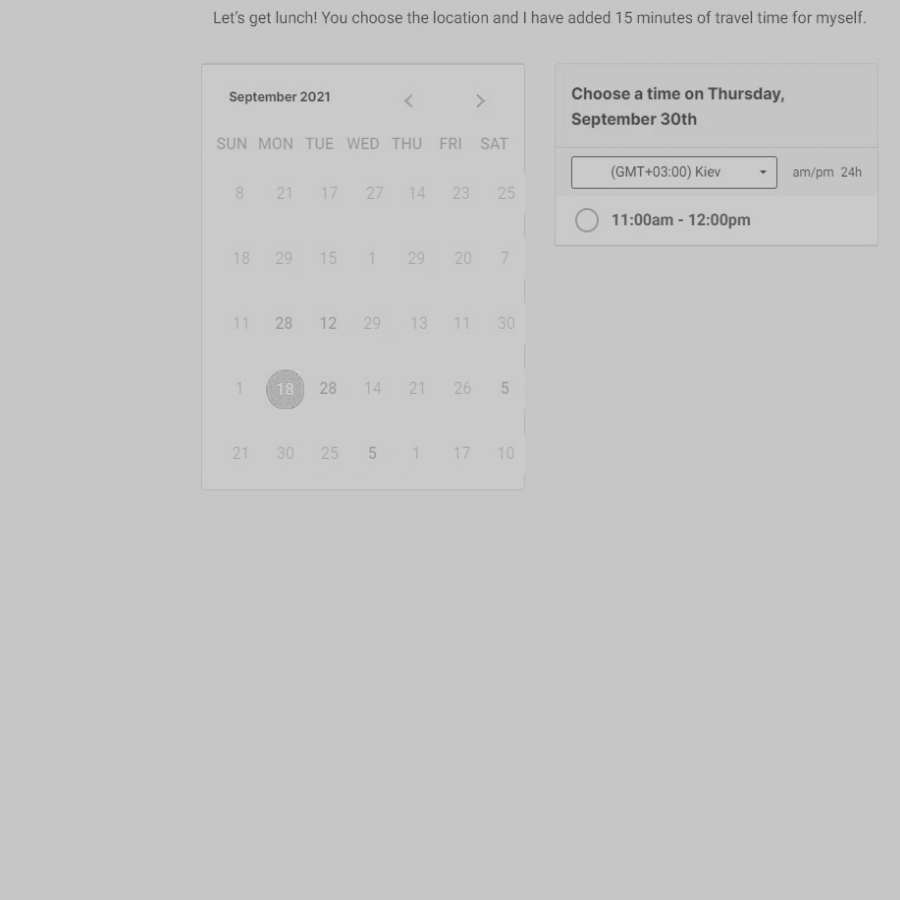 Let's get lunch! You choose the location and I have added 15 minutes of travel time for myself.
September 2021
SUN MON TUE WED THU FRI SAT
8 21 17 27 14 23 25
18 29 15 1 29 20 7
11 28 12 29 13 11 30
1 18 28 14 21 26 5
21 30 25 5 1 17 10
Choose a time on Thursday,
September 30th
(GMT+03:00) Kiev am/pm 24h
11:00am - 12:00pm